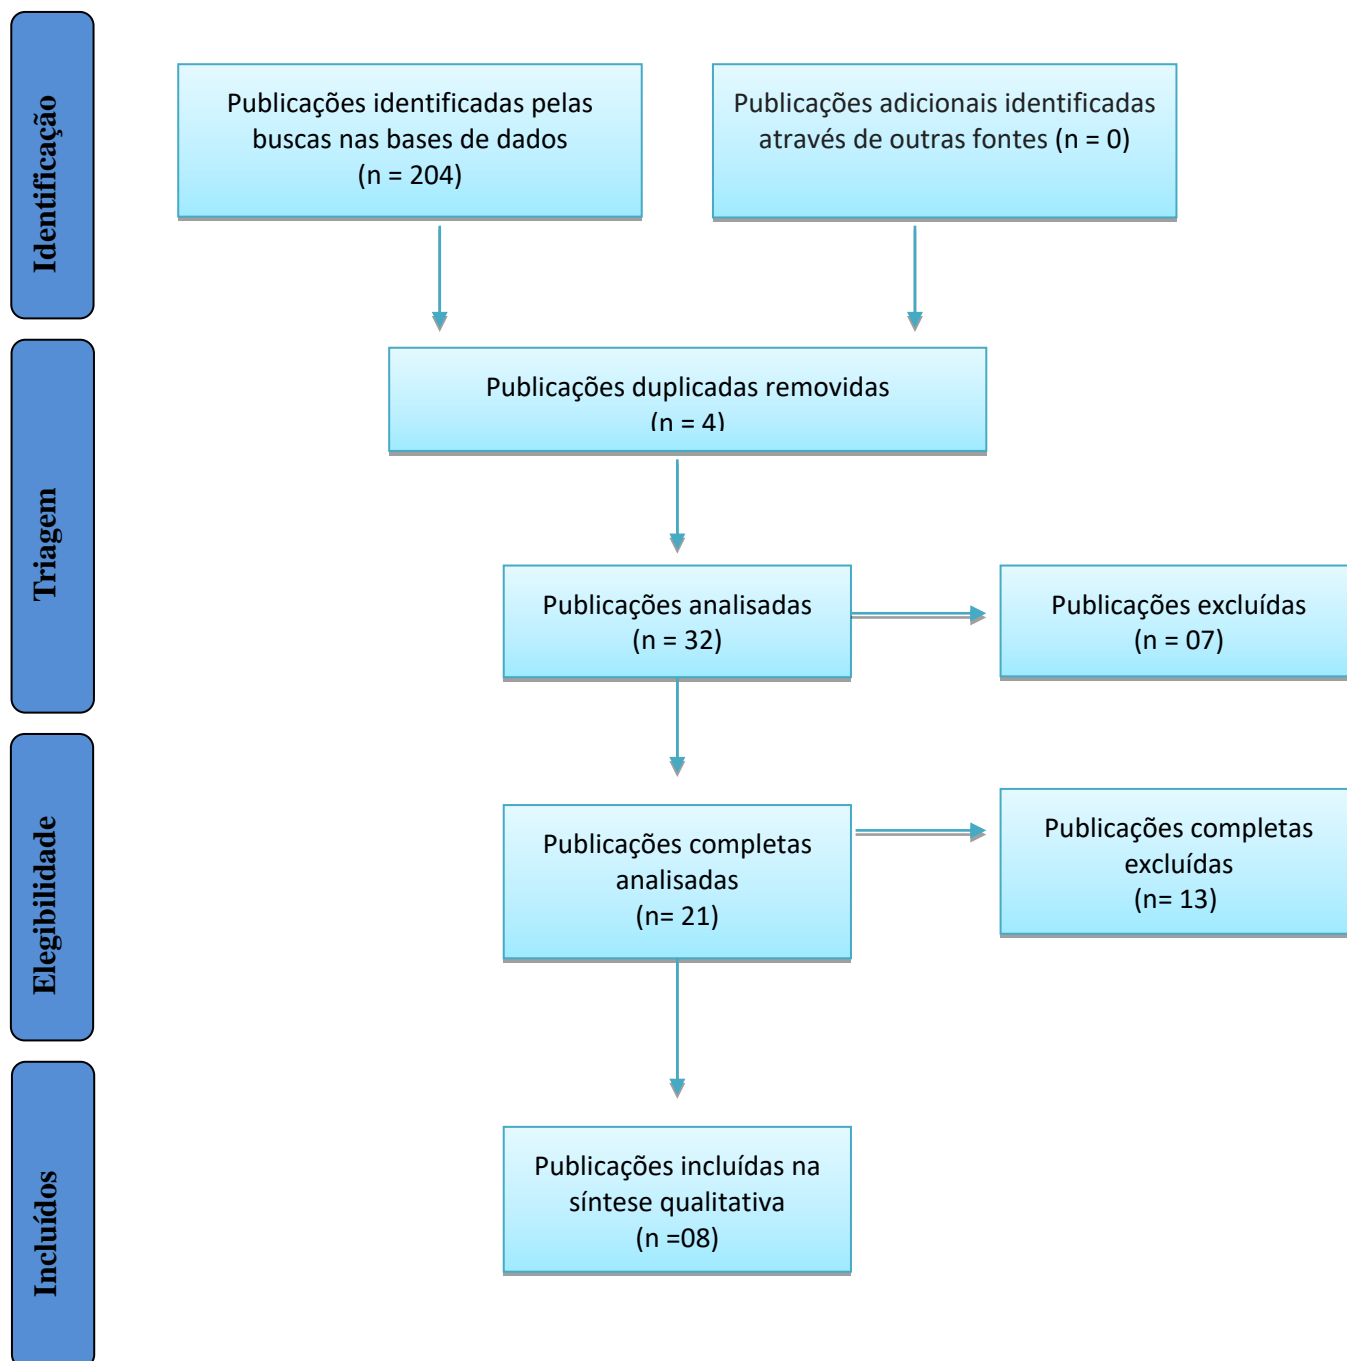 Identificação
Publicações identificadas pelas
buscas nas bases de dados
(n = 204)
Publicações adicionais identificadas
através de outras fontes (n = 0)
Triagem
Publicações duplicadas removidas
(n = 4)
Publicações analisadas
(n = 32)
Publicações excluídas
(n = 07)
Elegibilidade
Publicações completas
analisadas
(n= 21)
Publicações completas
excluídas
(n= 13)
Incluídos
Publicações incluídas na
síntese qualitativa
(n =08)